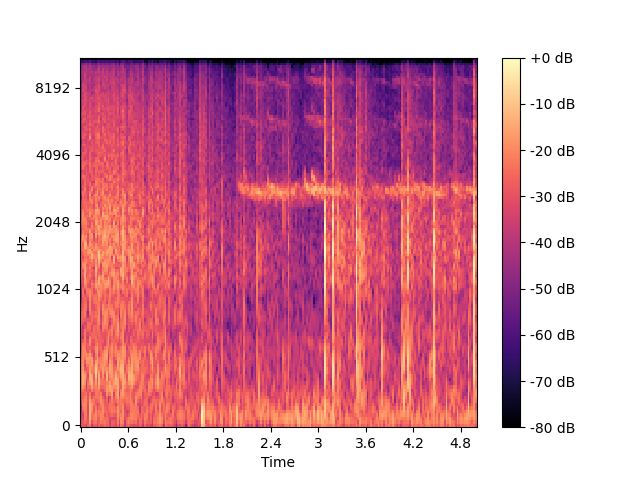 +0 dB
8192
-10 dB
4096
-20 dB
-30 dB
2048
Hz
-40 dB
1024
-50 dB
512
-60 dB
-70 dB
0
-80 dB
0 0.6 1.2 1.8 2.4 3 3.6 4.2 4.8
Time